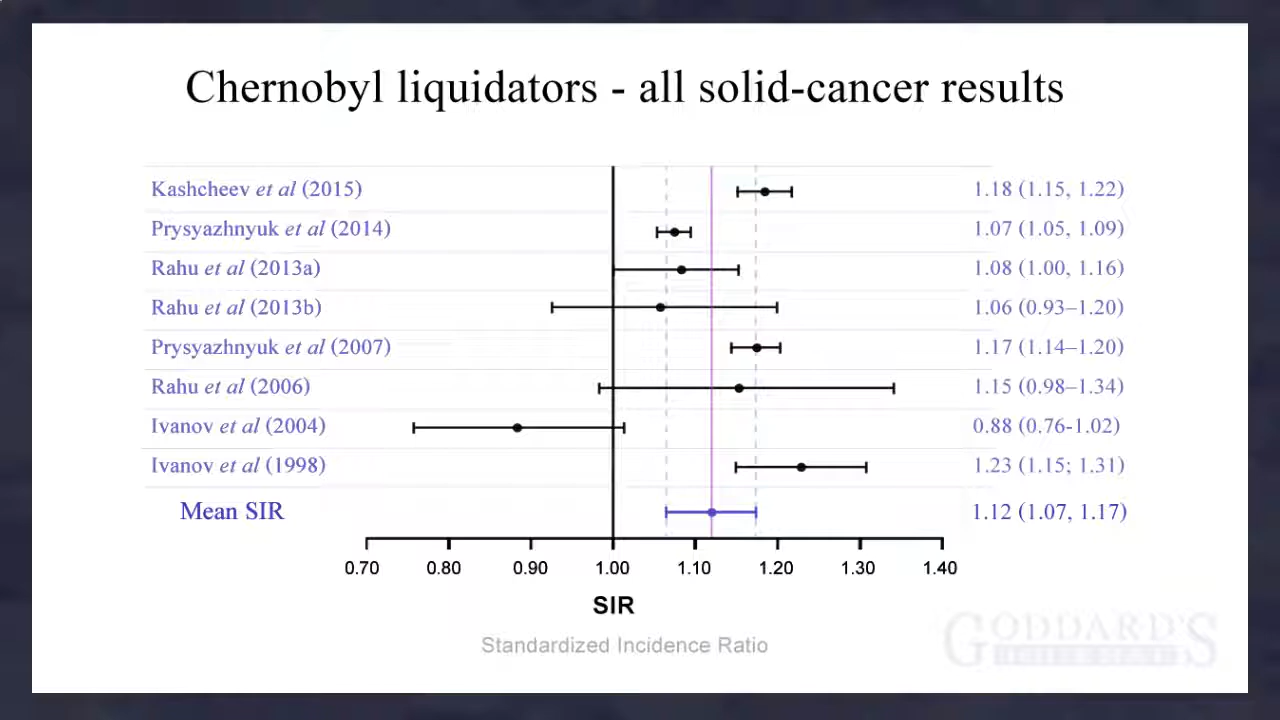 Chernobyl liquidators - all solid-cancer results
Kashcheev et al (2015) 1.18 (1.15, 1.22)
Prysyazhnyuk et al (2014) 1.07 (1.05, 1.09)
Rahu et al (2013a) 1.08 (1.00, 1.16)
Rahu et al (2013b) 1.06 (0.93–1.20)
Prysyazhnyuk et al (2007) 1.17 (1.14–1.20)
Rahu et al (2006) 1.15 (0.98–1.34)
Ivanov et al (2004) 0.88 (0.76-1.02)
Ivanov et al (1998) 1.23 (1.15; 1.31)
Mean SIR 1.12 (1.07, 1.17)
0.70 0.80 0.90 1.00 1.10 1.20 1.30 1.40
SIR
Standardized Incidence Ratio
GODDARD'S